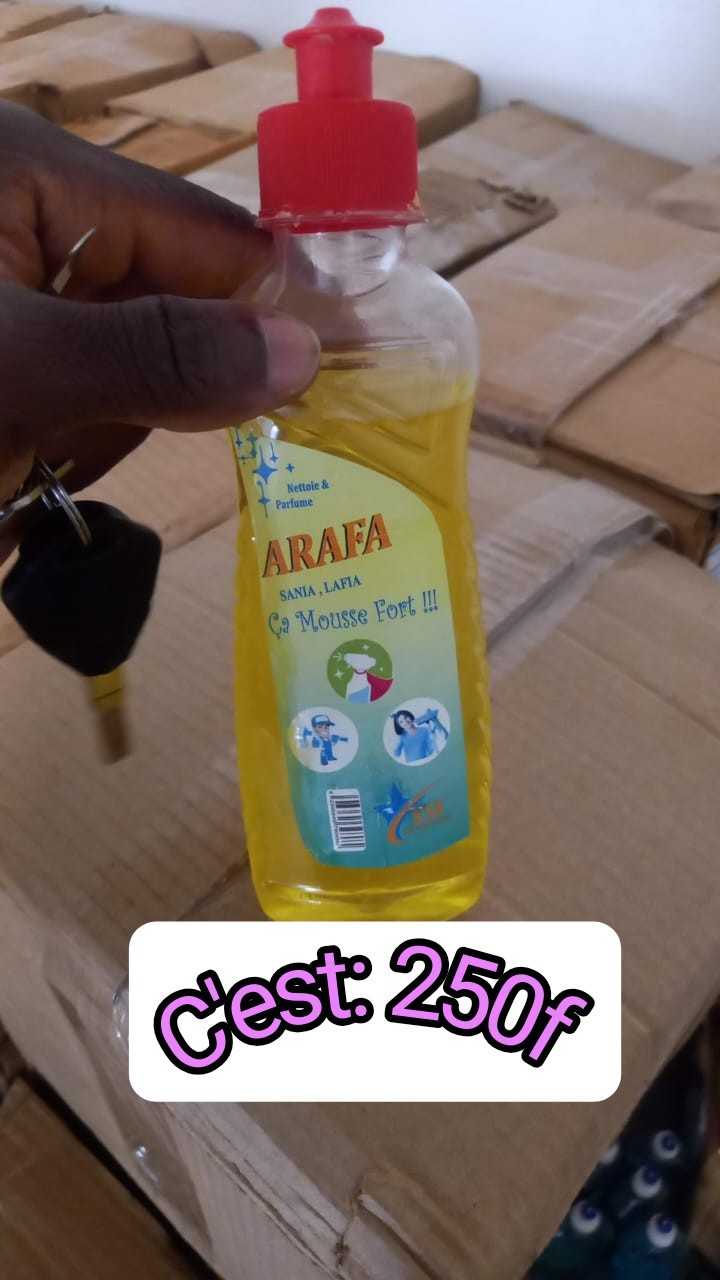 Nettoie &
Parfume
ARAFA
SANIA , LAFIA
Ça Mousse Fort !!!
C'est: 250f